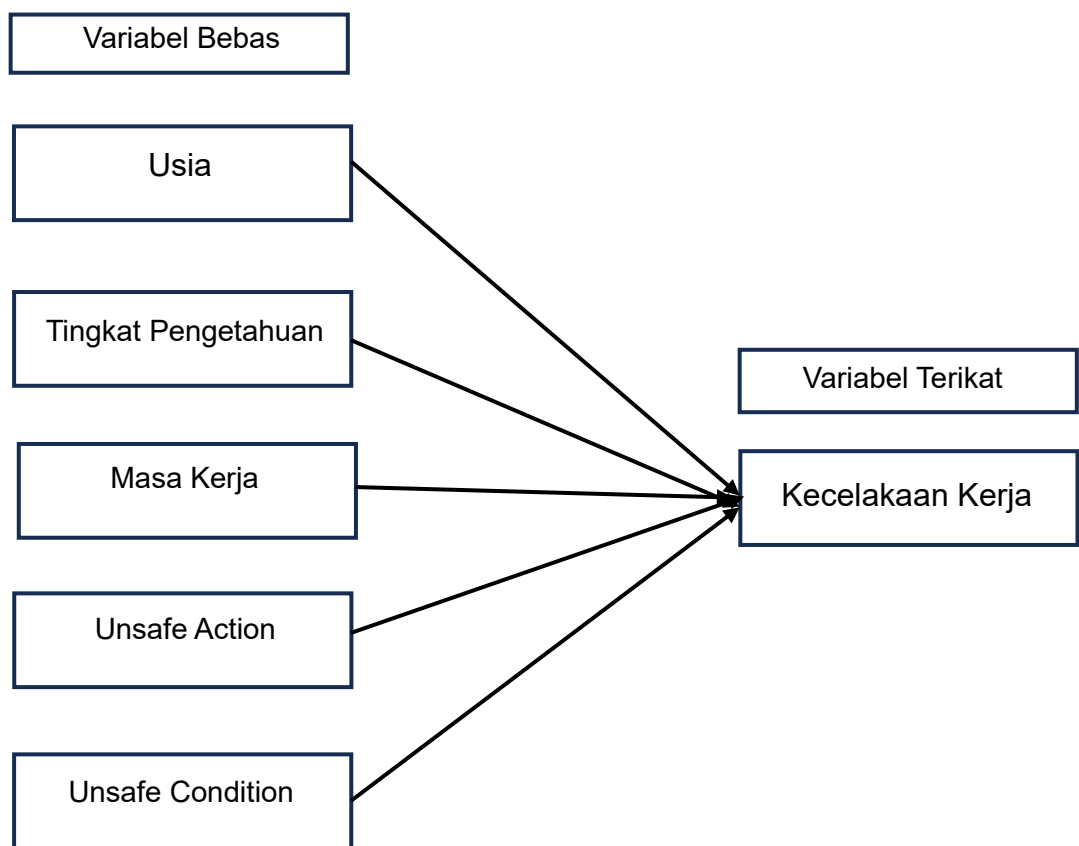 Variabel Bebas
Usia
Tingkat Pengetahuan
Masa Kerja
Unsafe Action
Unsafe Condition
Variabel Terikat
Kecelakaan Kerja